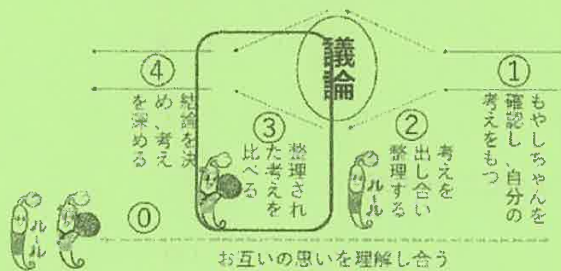 議論
①
もやしちゃんを
確認し、自分の
考えをもつ
②
考えを
出し合い
整理する
ルール
③
整理され
た考えを
比べる
④
結論を決
め、考え
を深める
⓪
ルール
お互いの思いを理解し合う